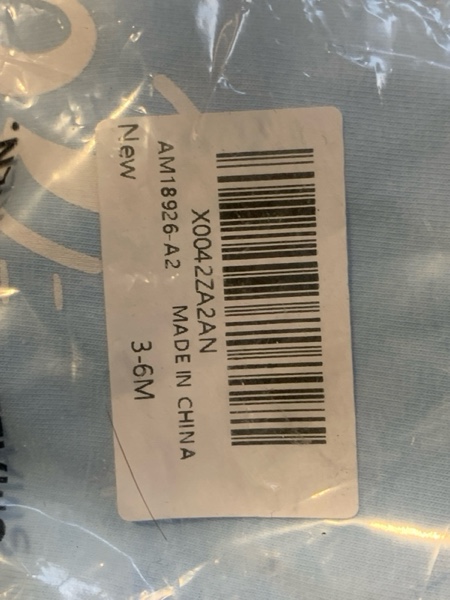 X0042ZA2AN
MADE IN CHINA
AM18926-A2
New 3-6M